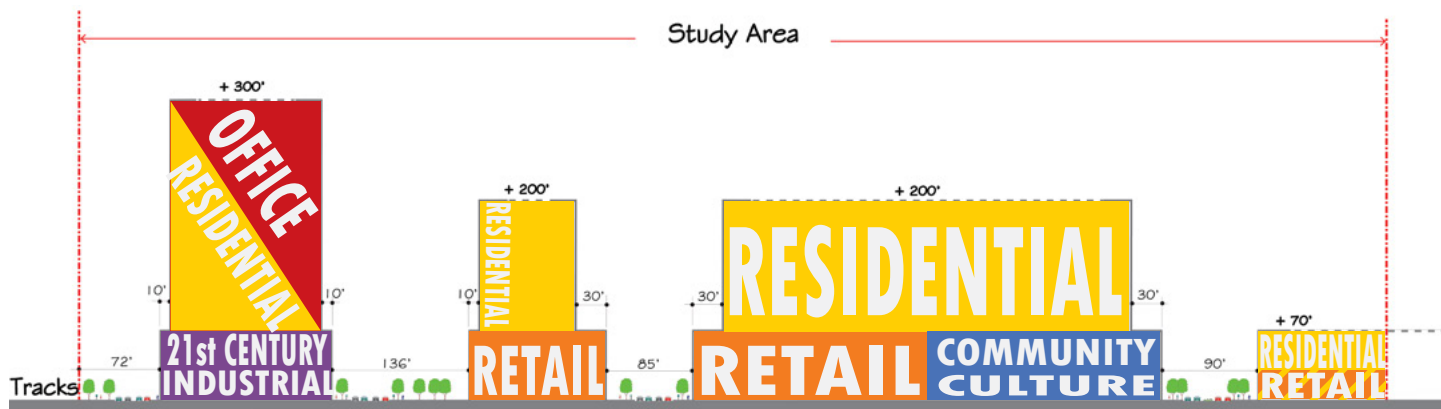 Study Area
+ 300'
OFFICE
RESIDENTIAL
+ 200'
RESIDENTIAL
+ 200'
RESIDENTIAL
10'
10'
10'
30'
30'
30'
+ 70'
21st CENTURY
INDUSTRIAL
RETAIL
RETAIL
COMMUNITY
CULTURE
RESIDENTIAL
RETAIL
72'
136'
85'
90'
Tracks